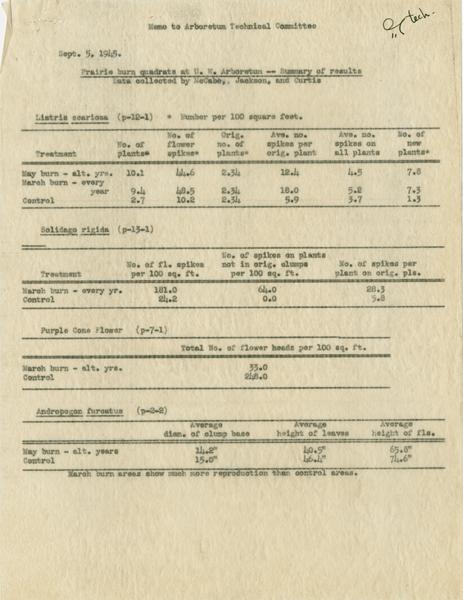 tech.
Memo to Arboretum Technical Committee
Sept. 5, 1945.
Prairie burn quadrats at U. W. Arboretum -- Summary of results
Data collected by McCabe, Jackson, and Curtis
Liatris scariosa (p-12-1) * Number per 100 square feet.
Treatment No. of plants* No. of flower spikes* Orig. no. of plants* Ave. no. spikes per orig. plant Ave. no. spikes on all plants No. of new plants*
May burn - alt. yrs. 10.1 44.6 2.34 12.4 4.5 7.8
March burn - every year 9.4 48.5 2.34 18.0 5.2 7.3
Control 2.7 10.2 2.34 5.9 3.7 1.3
Solidago rigida (p-13-1)
Treatment No. of fl. spikes per 100 sq. ft. No. of spikes on plants not in orig. clumps per 100 sq. ft. No. of spikes per plant on orig. pls.
March burn - every yr. 181.0 64.0 28.3
Control 24.2 0.0 5.8
Purple Cone Flower (p-7-1)
Total No. of flower heads per 100 sq. ft.
March burn - alt. yrs. 33.0
Control 248.0
Andropogon furcatus (p-2-2)
Average diam. of clump base Average height of leaves Average height of fls.
May burn - alt. years 14.2" 40.5" 65.8"
Control 15.0" 46.4" 74.6"
March burn areas show much more reproduction than control areas.